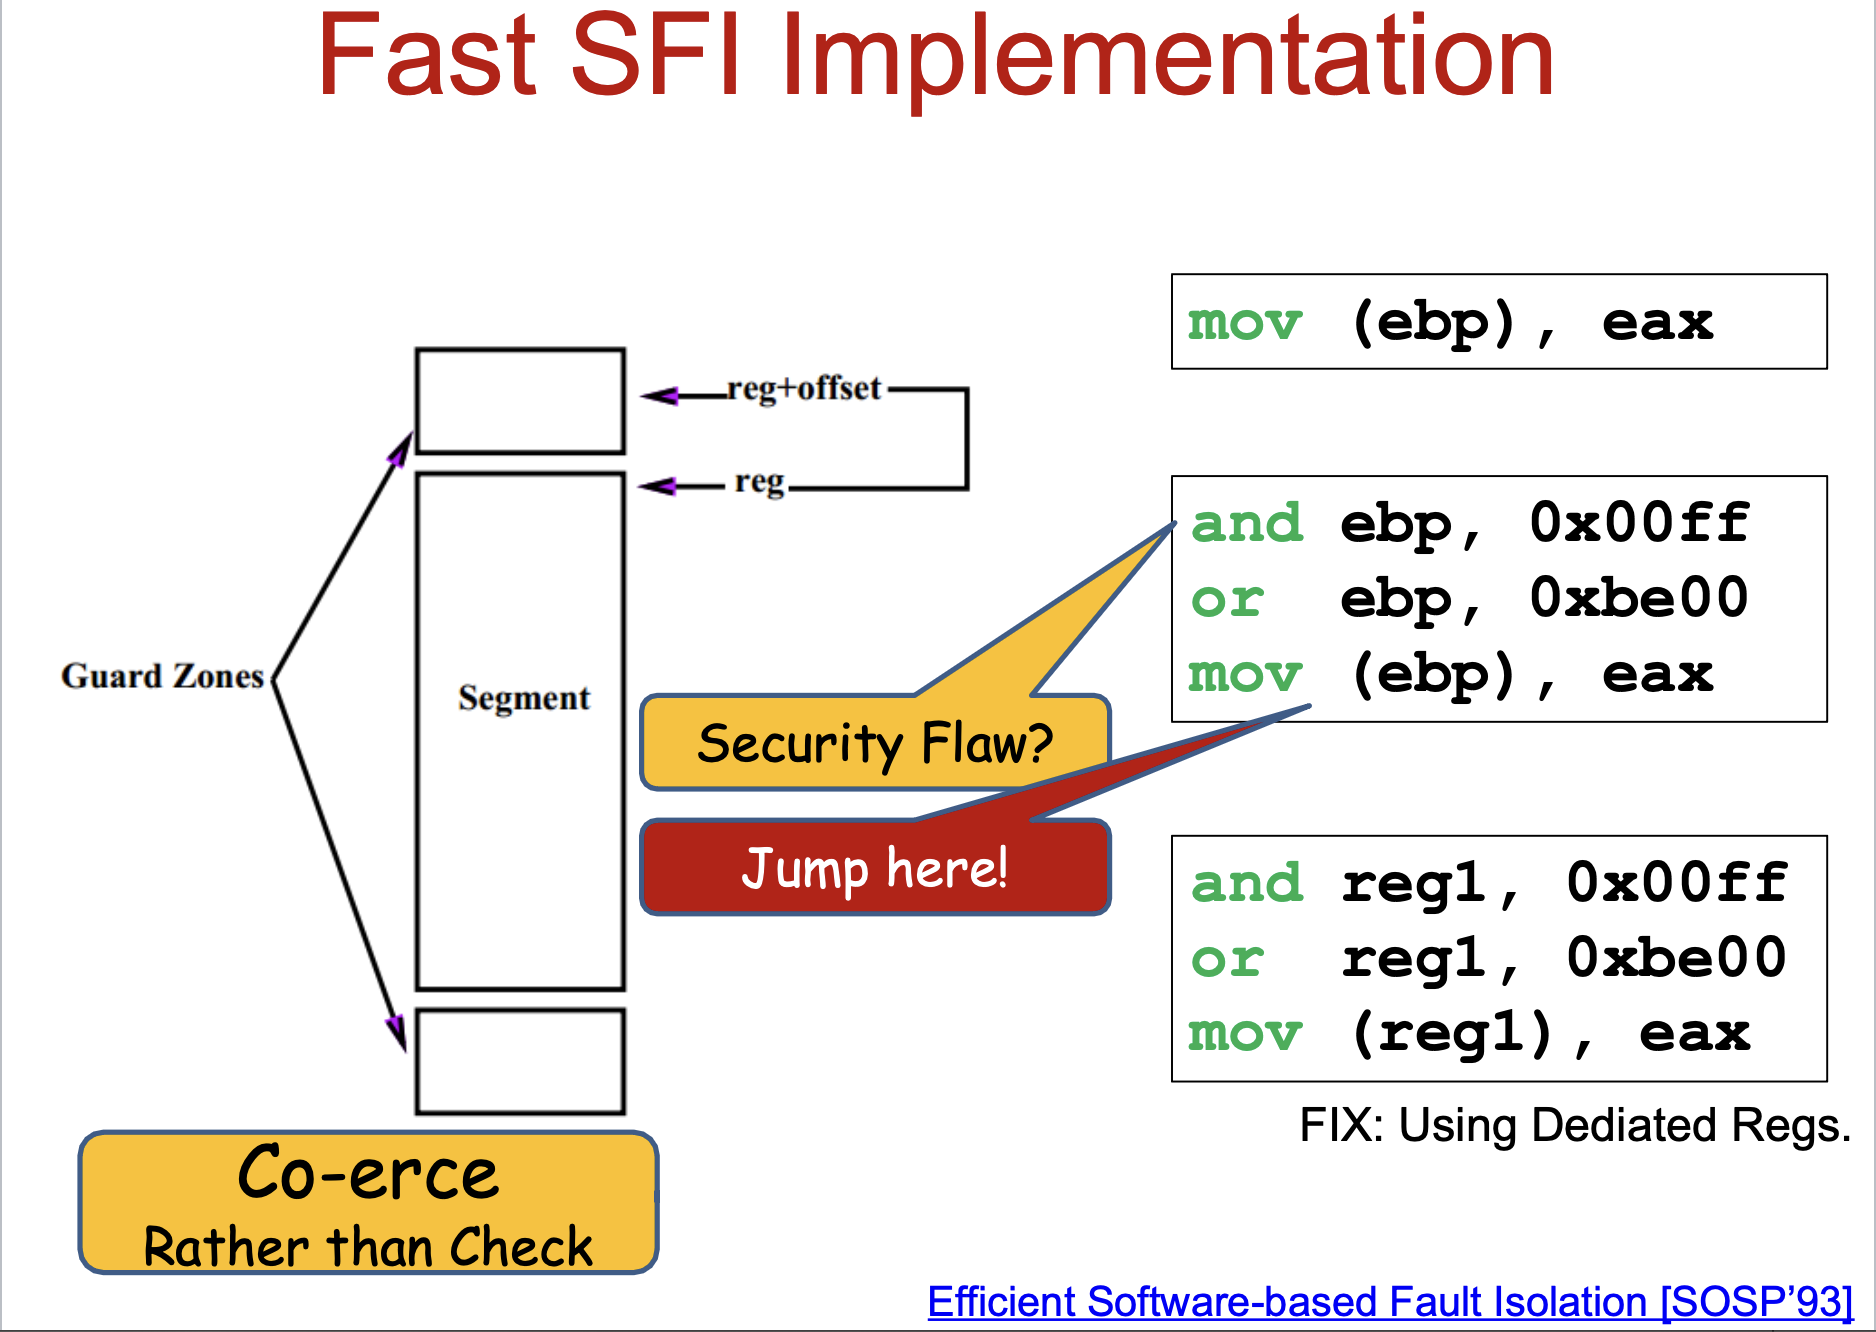 Fast SFI Implementation
mov (ebp), eax
reg+offset
reg
and ebp, 0x00ff
or ebp, 0xbe00
mov (ebp), eax
Guard Zones
Segment
Security Flaw?
Jump here!
and reg1, 0x00ff
or reg1, 0xbe00
mov (reg1), eax
FIX: Using Dediated Regs.
Co-erce
Rather than Check
Efficient Software-based Fault Isolation [SOSP’93]